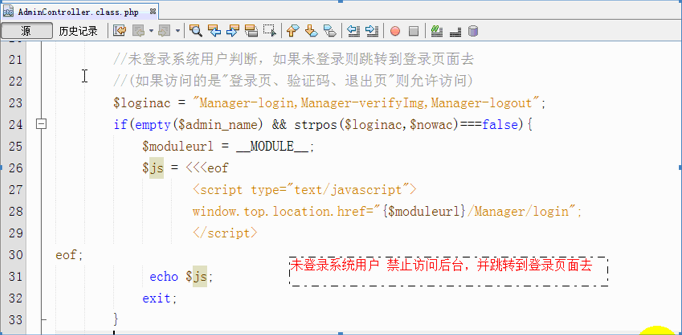 AdminController.class.php
源 历史记录
21 //未登录系统用户判断，如果未登录则跳转到登录页面去
22 //(如果访问的是"登录页、验证码、退出页"则允许访问)
23 $loginac = "Manager-login,Manager-verifyImg,Manager-logout";
24 if(empty($admin_name) && strpos($loginac,$nowac)===false){
25 $moduleurl = __MODULE__;
26 $js = <<<eof
27 <script type="text/javascript">
28 window.top.location.href="{$moduleurl}/Manager/login";
29 </script>
30 eof;
未登录系统用户 禁止访问后台，并跳转到登录页面去
31 echo $js;
32 exit;
33 }